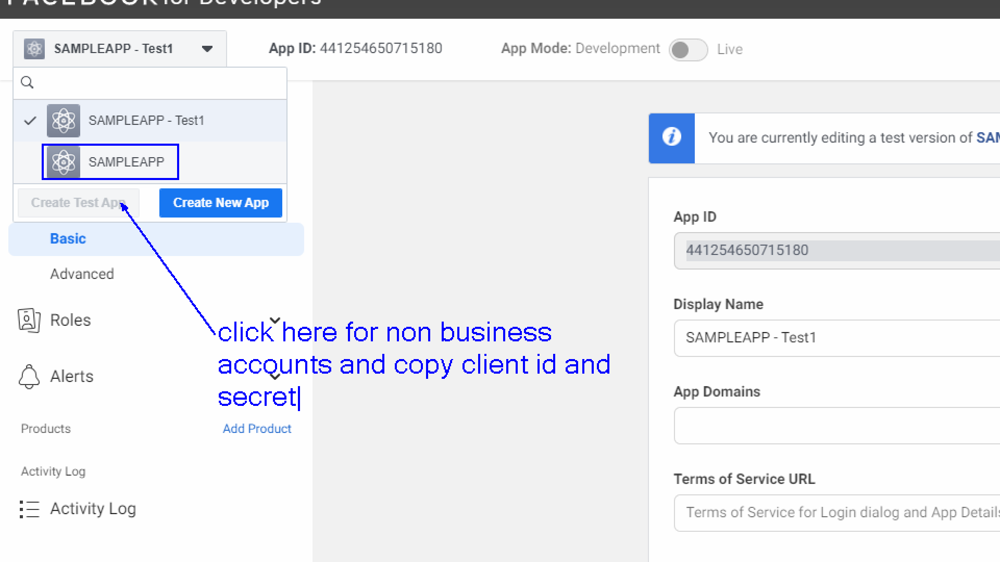 FACEBOOK for Developers
SAMPLEAPP - Test1
App ID: 441254650715180
App Mode: Development
Live
SAMPLEAPP - Test1
You are currently editing a test version of SAM
SAMPLEAPP
Create Test App
Create New App
App ID
Basic
441254650715180
Advanced
Display Name
Roles
click here for non business
SAMPLEAPP - Test1
accounts and copy client id and
Alerts
App Domains
secret
Products
Add Product
Activity Log
Terms of Service URL
Activity Log
Terms of Service for Login dialog and App Details